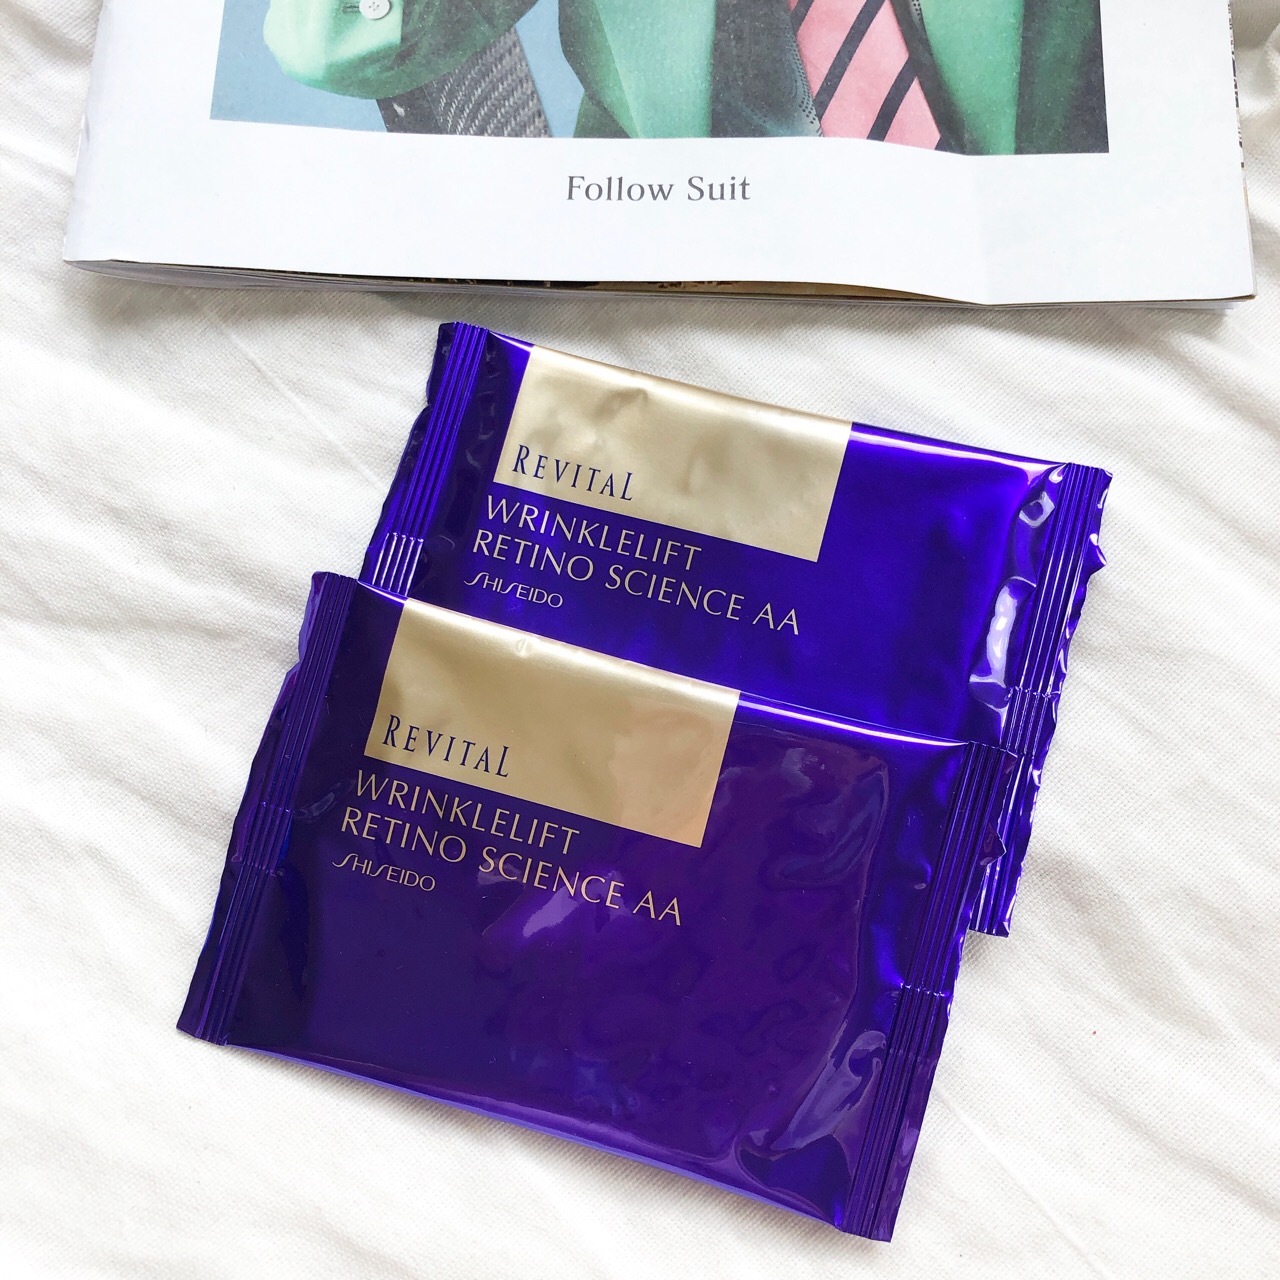 Follow Suit
REVITAL
WRINKLELIFT
RETINO SCIENCE AA
SHISEIDO
REVITAL
WRINKLELIFT
RETINO SCIENCE AA
SHISEIDO